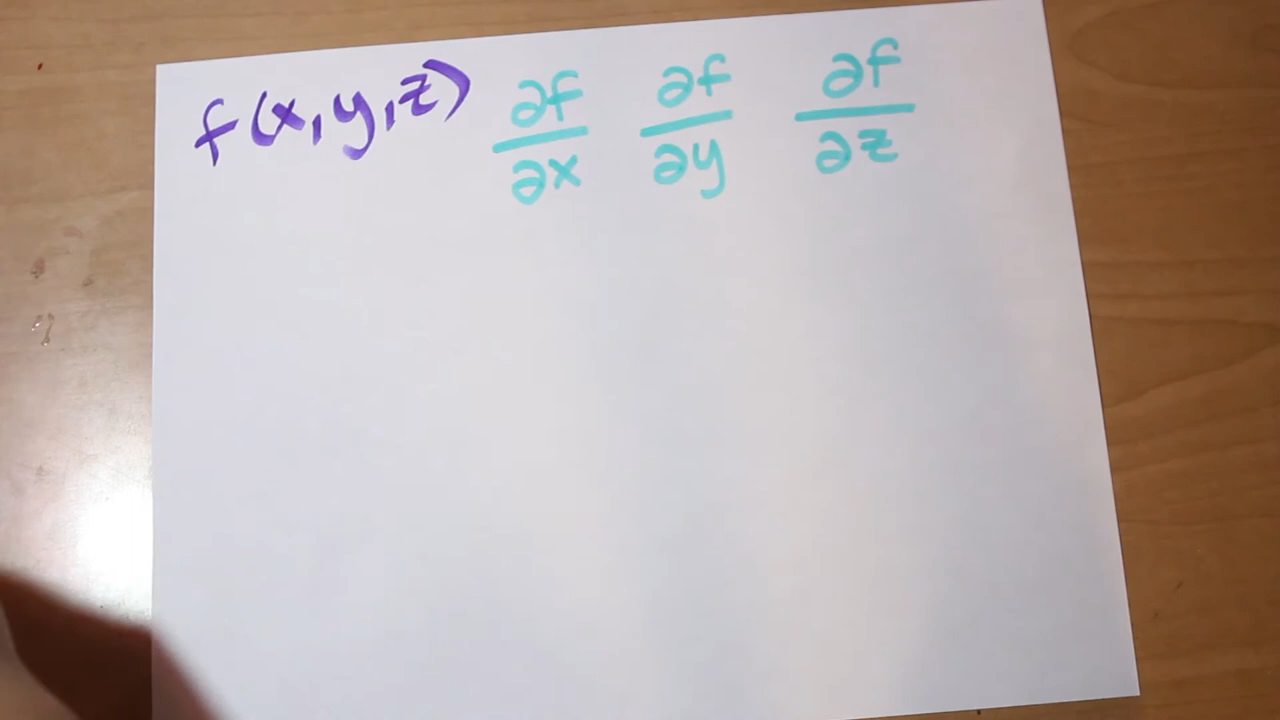 f(x,y,z) ∂f/∂x ∂f/∂y ∂f/∂z